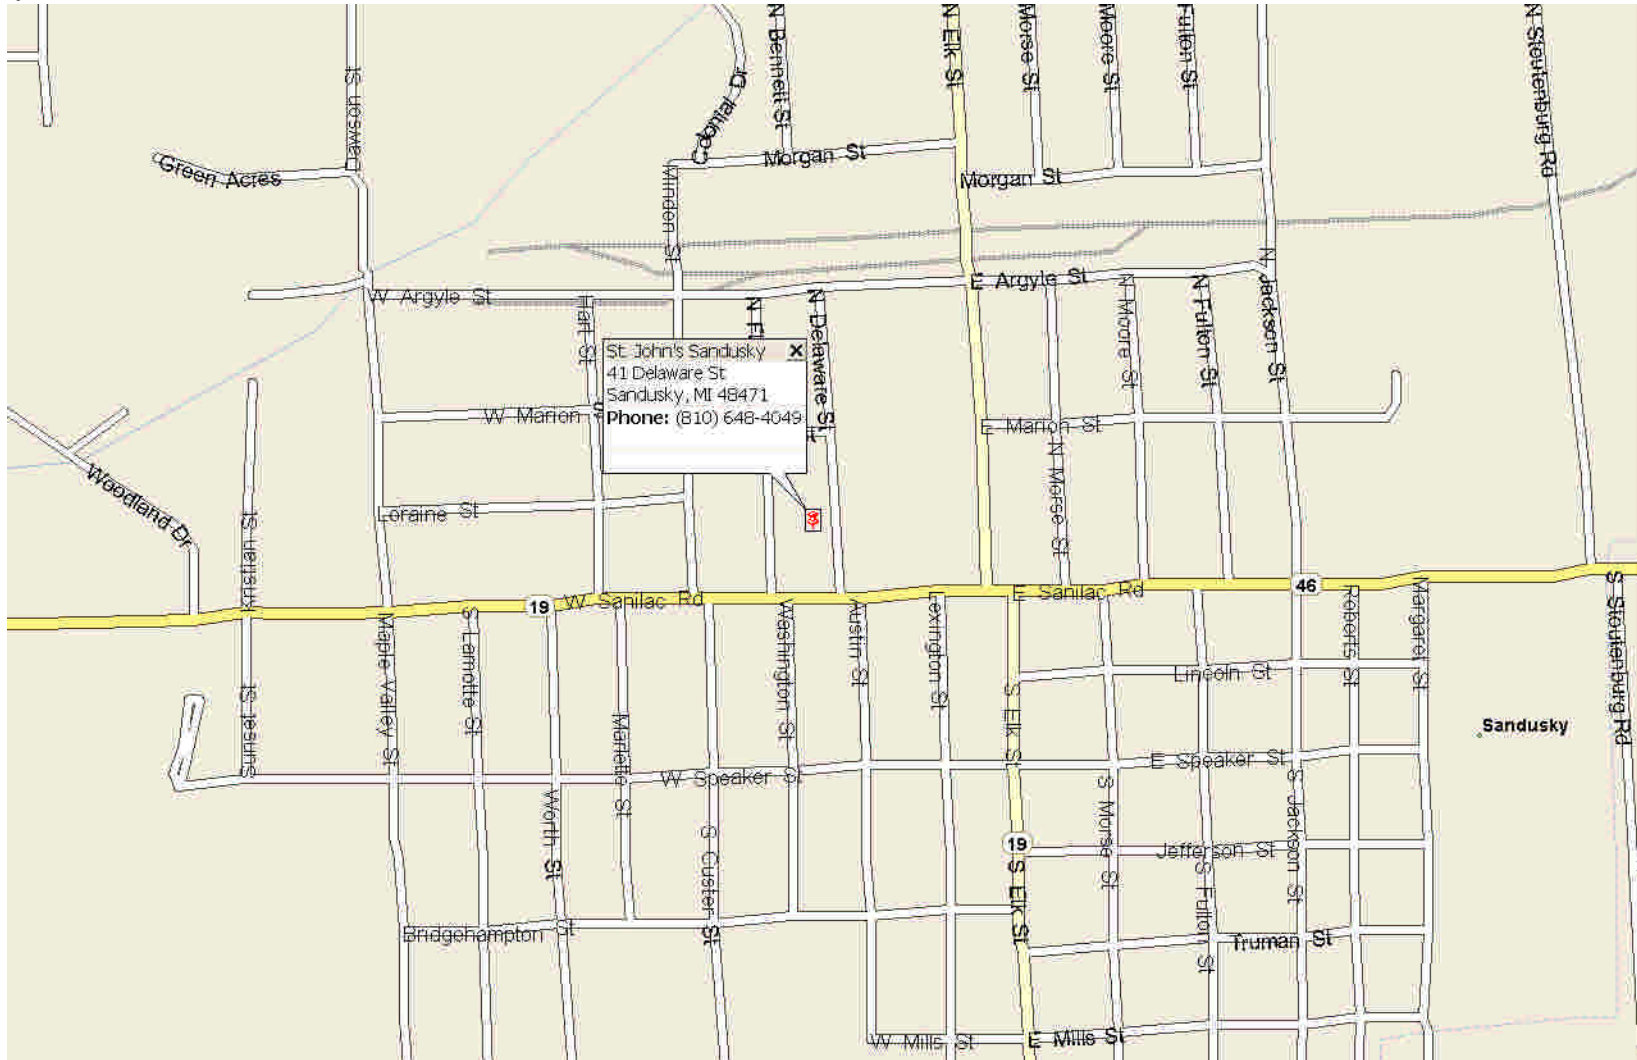 N Bennett St
N Elk St
Morse St
Moore St
Fulton St
N Stoutenburg Rd
Dawson St
Colonial Dr
Morgan St
Morgan St
Green Acres
Mindon St
W Argyle St
E Argyle St
Hart St
N Fl
N Delaware St
N Moore St
N Fulton St
N Jackson St
St. John's Sandusky
41 Delaware St
Sandusky, MI 48471
Phone: (810) 648-4049
W Marion S
E Marion St
N Morse St
Woodland Dr
Loraine St
Christian St
19
W Sanilac Rd
E Sanilac Rd
46
Maple Valley St
S Lamotte St
Marlette St
Washington St
Austin St
Lexington St
S Elk St
Lincoln St
Roberts St
Margaret St
S Stoutenburg Rd
Sunset St
Sandusky
W Speaker St
E Speaker St
Worth St
S Custer St
19
S Elk St
S Morse St
Jefferson St
S Fulton St
S Jackson St
Bridgehampton St
Truman St
W Mills St
E Mills St